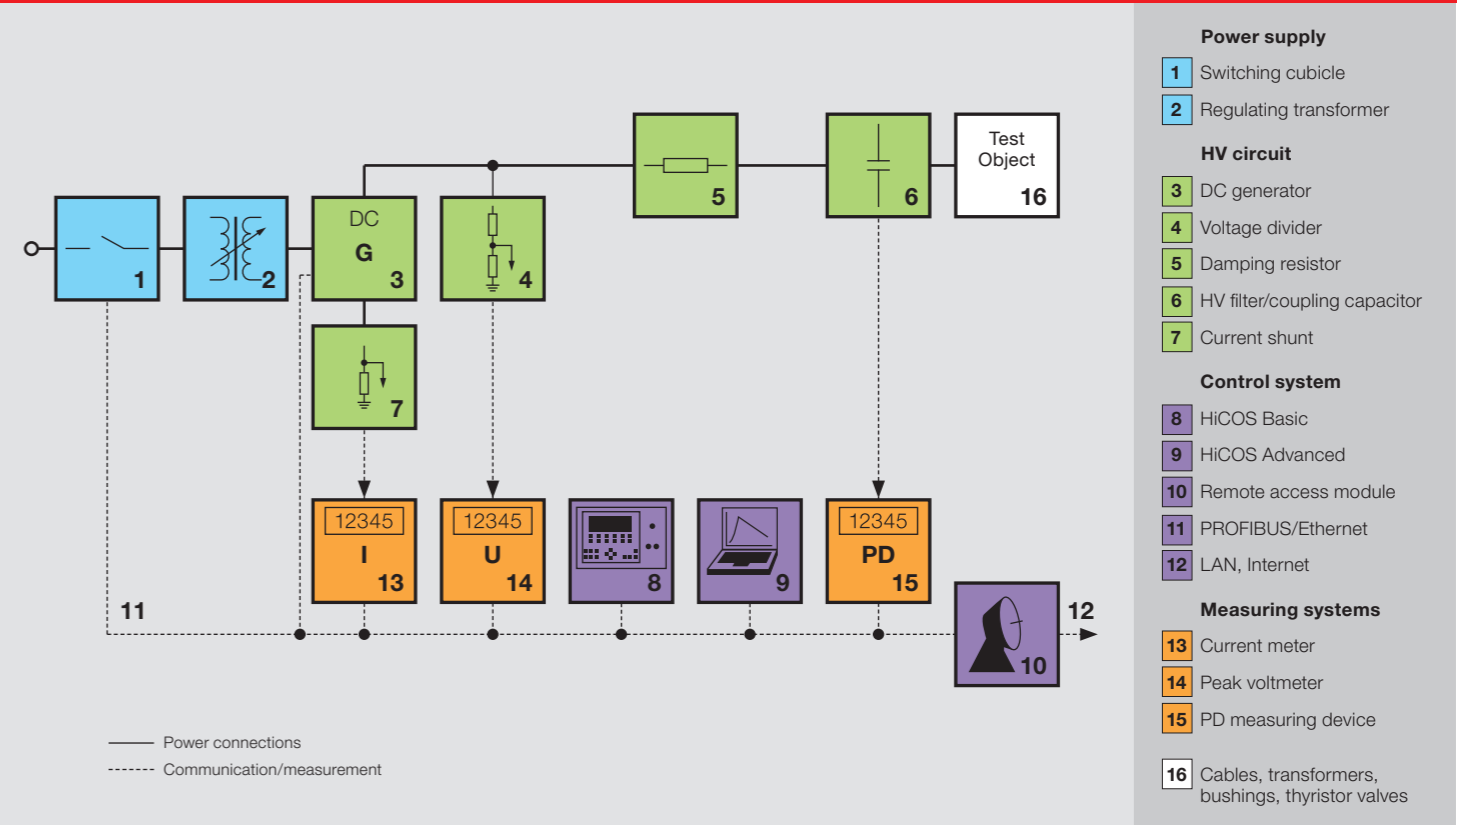 Test
Object
16
5
6
DC
G
3
1
2
4
7
12345
I
13
12345
U
14
8
9
12345
PD
15
11
12
10
Power connections
Communication/measurement
Power supply
1 Switching cubicle
2 Regulating transformer
HV circuit
3 DC generator
4 Voltage divider
5 Damping resistor
6 HV filter/coupling capacitor
7 Current shunt
Control system
8 HiCOS Basic
9 HiCOS Advanced
10 Remote access module
11 PROFIBUS/Ethernet
12 LAN, Internet
Measuring systems
13 Current meter
14 Peak voltmeter
15 PD measuring device
16 Cables, transformers,
bushings, thyristor valves